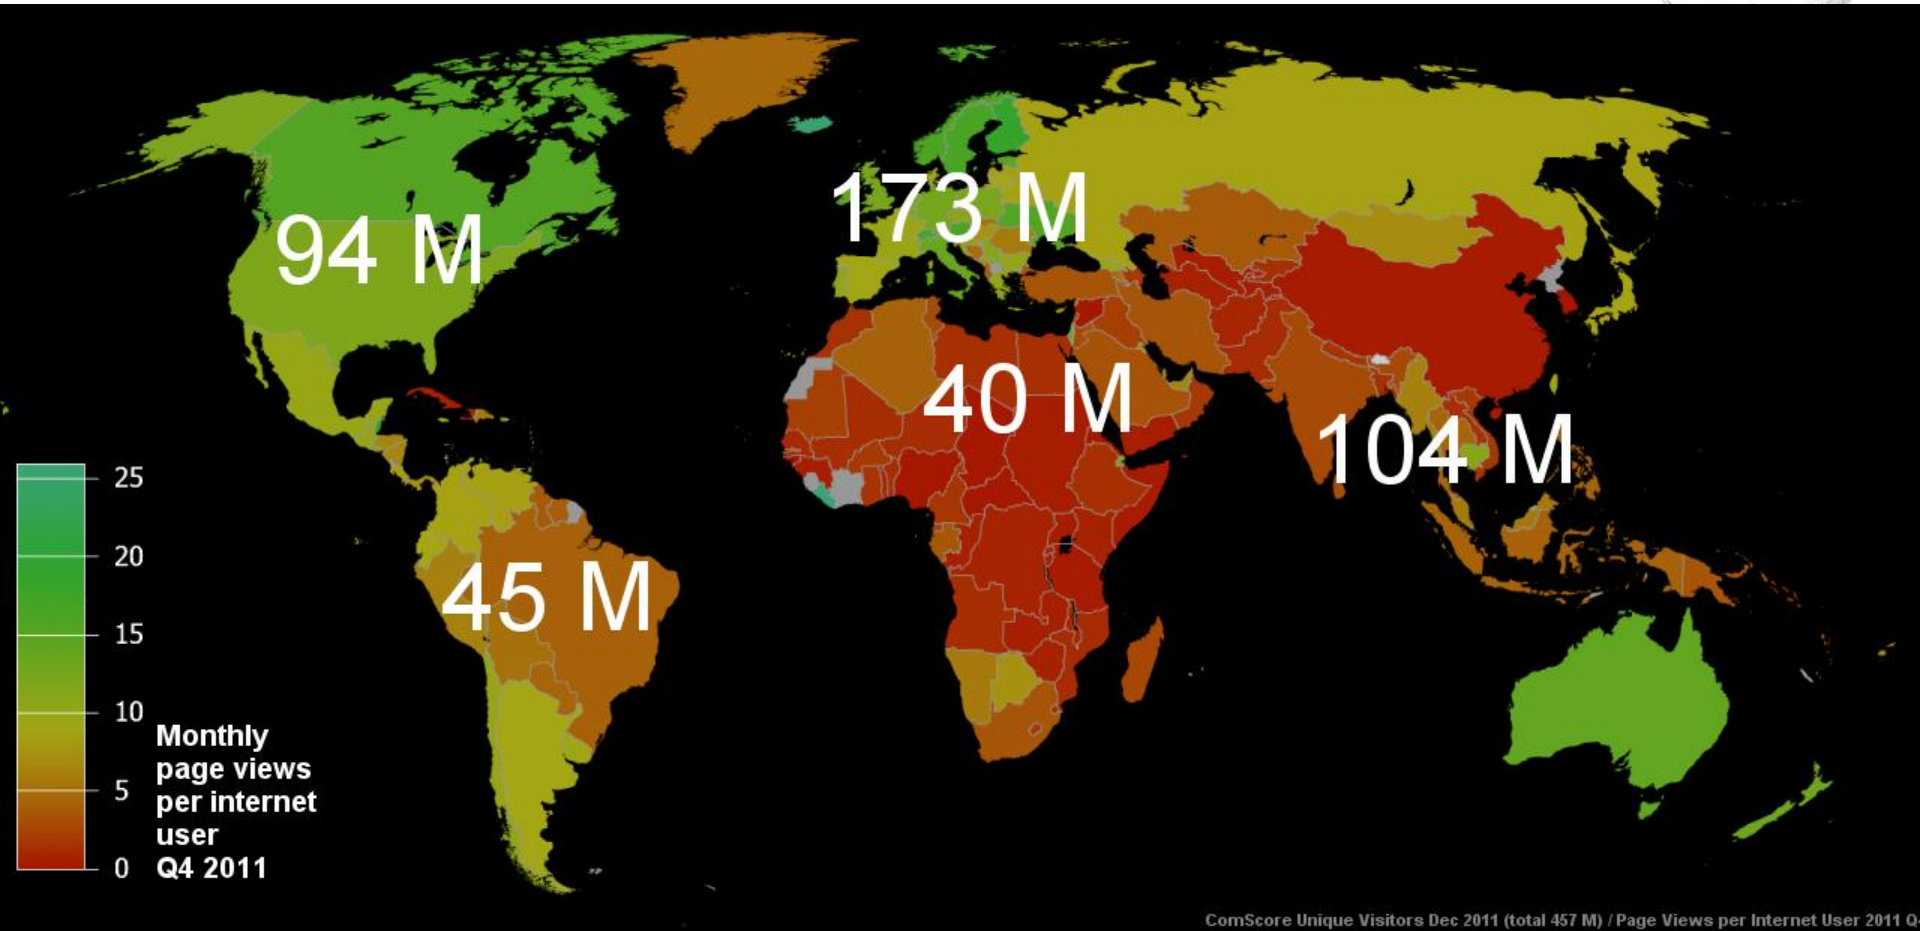 94 M
173 M
40 M
104 M
45 M
25
20
15
10
5
0
Monthly
page views
per internet
user
Q4 2011
ComScore Unique Visitors Dec 2011 (total 457 M) / Page Views per Internet User 2011